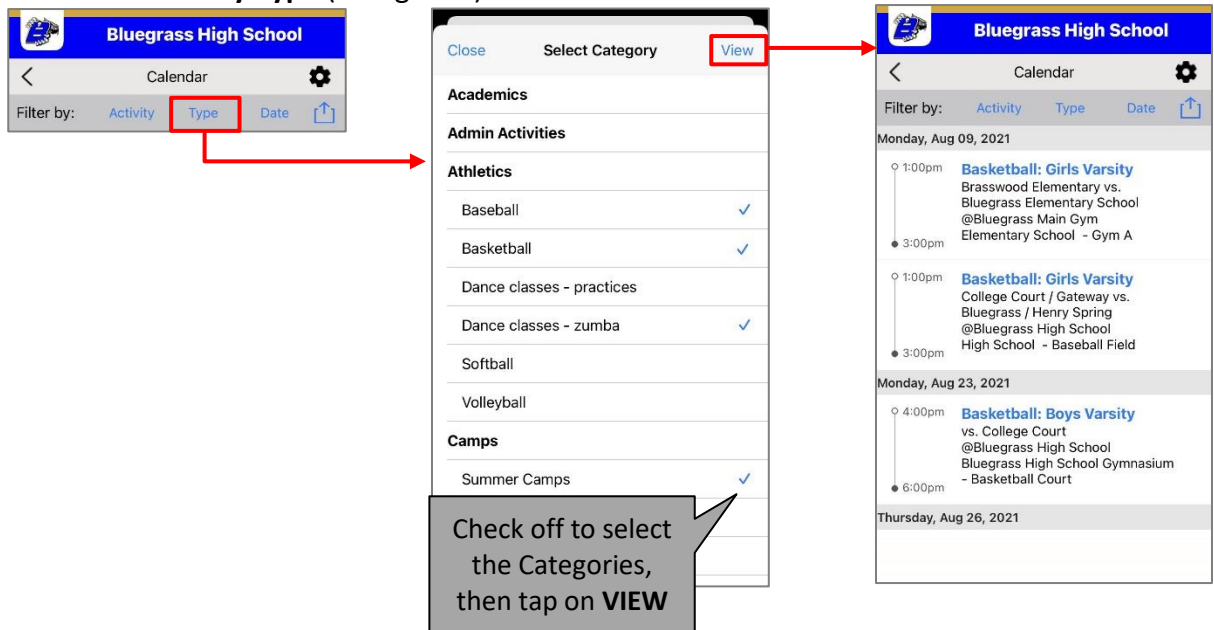 Bluegrass High School
Calendar
Filter by: Activity Type Date
Close Select Category View
Academics
Admin Activities
Athletics
Baseball
Basketball
Dance classes - practices
Dance classes - zumba
Softball
Volleyball
Camps
Summer Camps
Check off to select
the Categories,
then tap on VIEW
Bluegrass High School
Calendar
Filter by: Activity Type Date
Monday, Aug 09, 2021
1:00pm Basketball: Girls Varsity
Brasswood Elementary vs.
Bluegrass Elementary School
@Bluegrass Main Gym
Elementary School - Gym A
3:00pm
1:00pm Basketball: Girls Varsity
College Court / Gateway vs.
Bluegrass / Henry Spring
@Bluegrass High School
High School - Baseball Field
3:00pm
Monday, Aug 23, 2021
4:00pm Basketball: Boys Varsity
vs. College Court
@Bluegrass High School
Bluegrass High School Gymnasium
- Basketball Court
6:00pm
Thursday, Aug 26, 2021